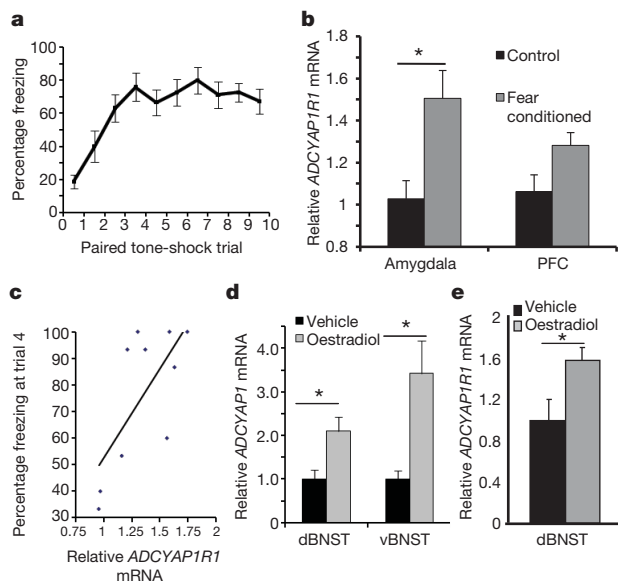 a
Percentage freezing
100
80
60
40
20
0
0 1 2 3 4 5 6 7 8 9 10
Paired tone-shock trial
b
Relative ADCYAP1R1 mRNA
1.8
1.6
1.4
1.2
1
0.8
*
Control
Fear
conditioned
Amygdala PFC
c
Percentage freezing at trial 4
100
90
80
70
60
50
40
30
0.75 1 1.25 1.5 1.75 2
Relative ADCYAP1R1
mRNA
d
Relative ADCYAP1 mRNA
Vehicle
Oestradiol
4.0
3.0
2.0
1.0
0
*
*
dBNST vBNST
e
Relative ADCYAP1R1 mRNA
Vehicle
Oestradiol
2
1.6
1.2
0.8
0.4
0
*
dBNST